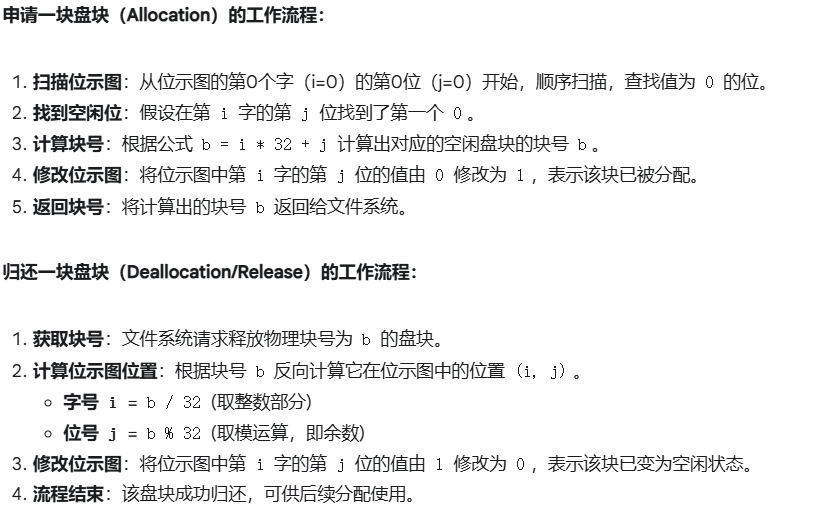 申请一块盘块（Allocation）的工作流程：
1. 扫描位示图：从位示图的第0个字（i=0）的第0位（j=0）开始，顺序扫描，查找值为 0 的位。
2. 找到空闲位：假设在第 i 字的第 j 位找到了第一个 0 。
3. 计算块号：根据公式 b = i * 32 + j 计算出对应的空闲盘块的块号 b 。
4. 修改位示图：将位示图中第 i 字的第 j 位的值由 0 修改为 1 ，表示该块已被分配。
5. 返回块号：将计算出的块号 b 返回给文件系统。
归还一块盘块（Deallocation/Release）的工作流程：
1. 获取块号：文件系统请求释放物理块号为 b 的盘块。
2. 计算位示图位置：根据块号 b 反向计算它在位示图中的位置 (i, j) 。
○ 字号 i = b / 32 (取整数部分)
○ 位号 j = b % 32 (取模运算，即余数)
3. 修改位示图：将位示图中第 i 字的第 j 位的值由 1 修改为 0 ，表示该块已变为空闲状态。
4. 流程结束：该盘块成功归还，可供后续分配使用。